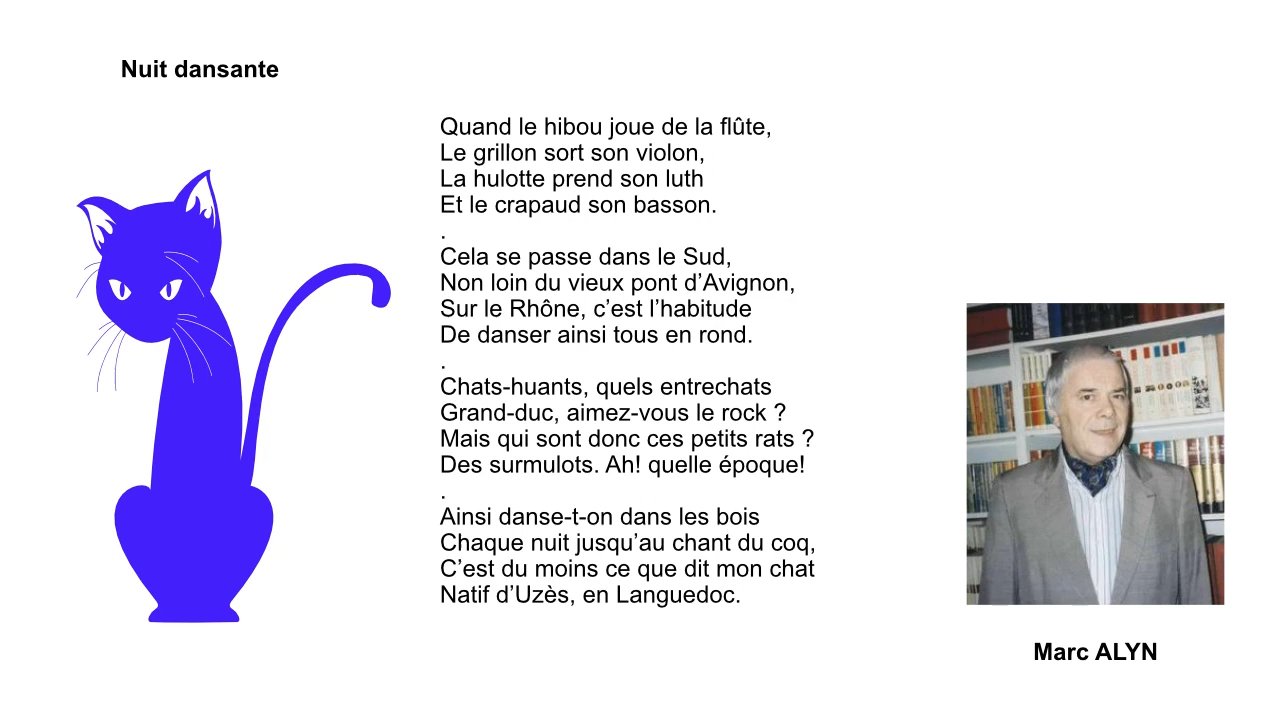 Nuit dansante
Quand le hibou joue de la flûte,
Le grillon sort son violon,
La hulotte prend son luth
Et le crapaud son basson.
.
Cela se passe dans le Sud,
Non loin du vieux pont d’Avignon,
Sur le Rhône, c’est l’habitude
De danser ainsi tous en rond.
.
Chats-huants, quels entrechats
Grand-duc, aimez-vous le rock ?
Mais qui sont donc ces petits rats ?
Des surmulots. Ah! quelle époque!
.
Ainsi danse-t-on dans les bois
Chaque nuit jusqu’au chant du coq,
C’est du moins ce que dit mon chat
Natif d’Uzès, en Languedoc.
Marc ALYN